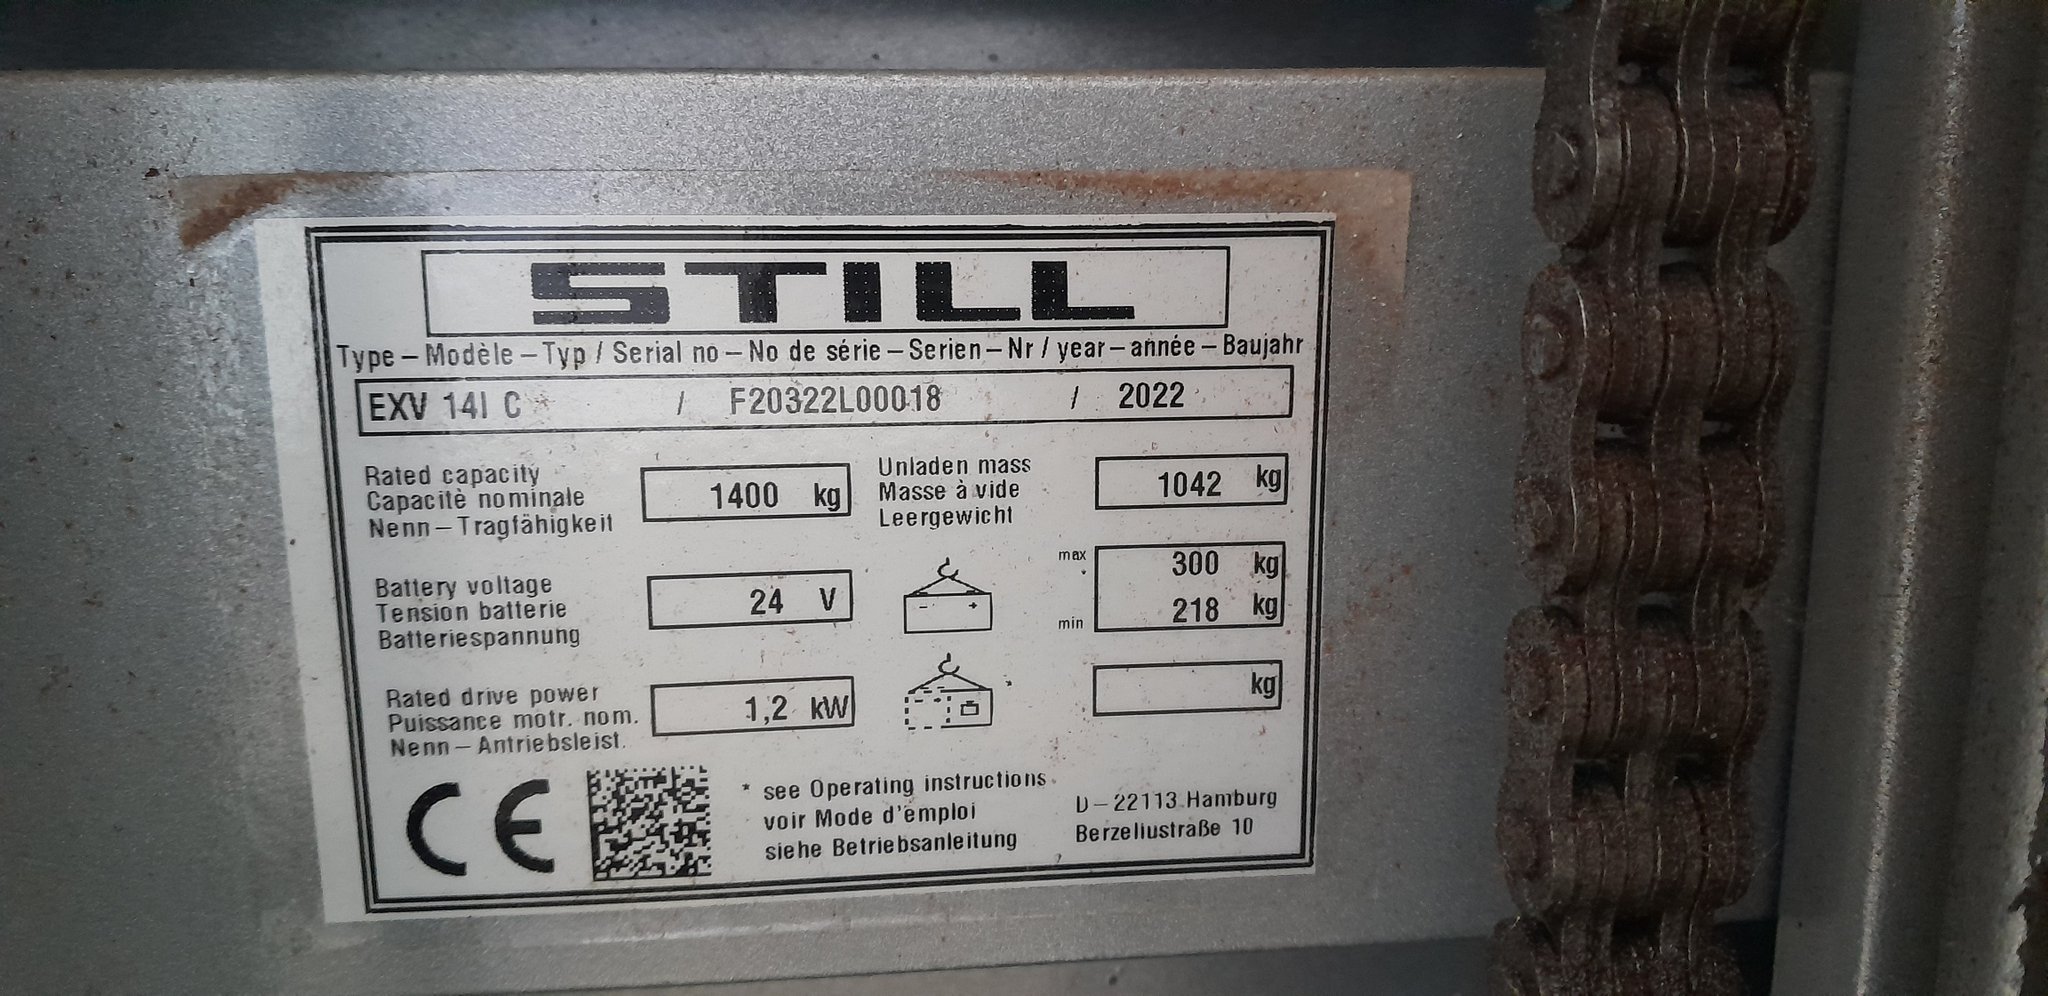 STILL
Type – Modèle – Typ / Serial no – No de série – Serien – Nr / year – année – Baujahr
EXV 14I C / F20322L00018 / 2022
Rated capacity
Capacitè nominale
Nenn – Tragfähigkeit
1400 kg
Unladen mass
Masse à vide
Leergewicht
1042 kg
Battery voltage
Tension batterie
Batteriespannung
24 V
- +
max 300 kg
min 218 kg
Rated drive power
Puissance motr. nom.
Nenn – Antriebsleist.
1,2 kW
*
kg
CE
* see Operating instructions
voir Mode d'emploi
siehe Betriebsanleitung
D – 22113 Hamburg
Berzeliustraße 10